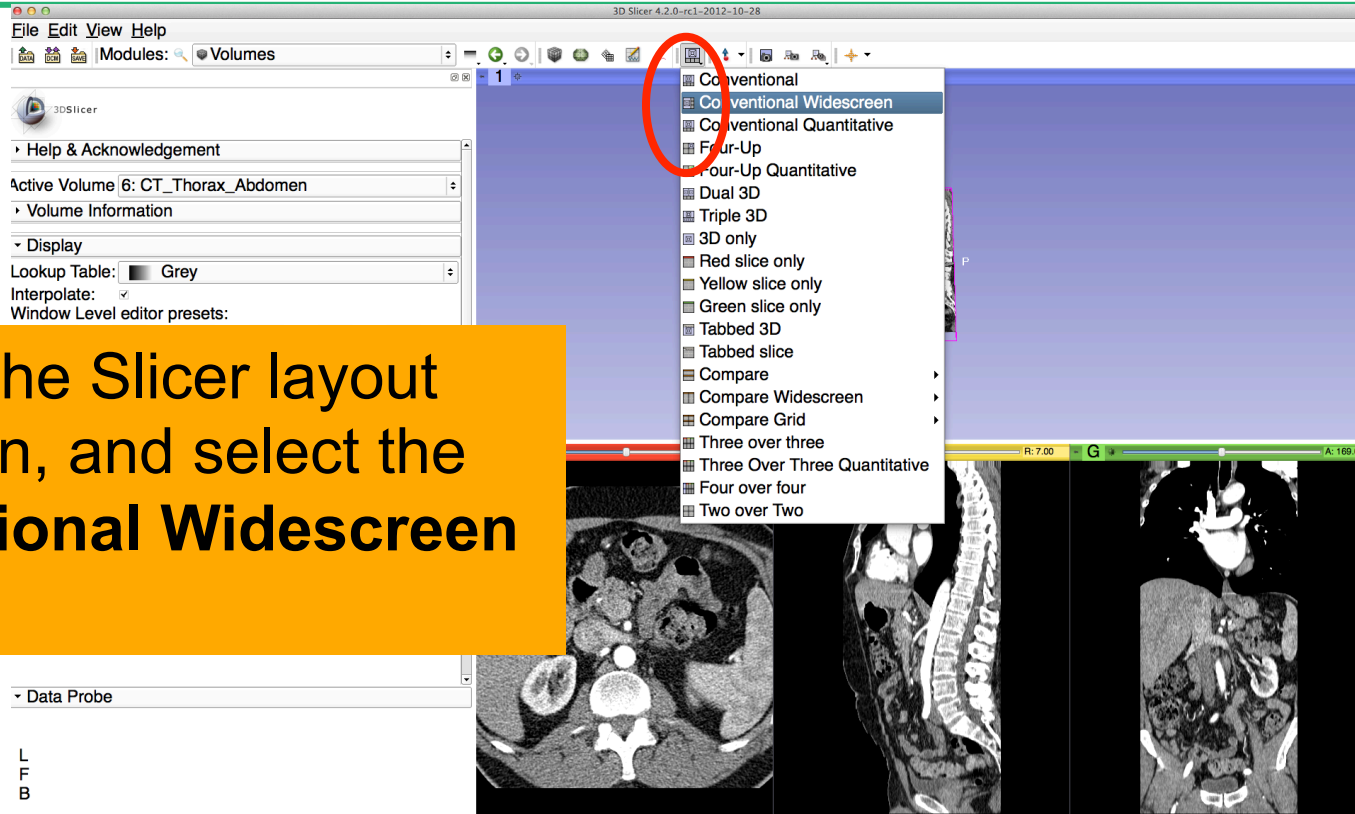 3D Slicer 4.2.0-rc1-2012-10-28
File Edit View Help
DATA DCM SAVE Modules: Volumes
1
3DSlicer
Help & Acknowledgement
Active Volume 6: CT_Thorax_Abdomen
Volume Information
Display
Lookup Table: Grey
Interpolate:
Window Level editor presets:
he Slicer layout
n, and select the
ional Widescreen
Data Probe
L
F
B
Conventional
Conventional Widescreen
Conventional Quantitative
Four-Up
Four-Up Quantitative
Dual 3D
Triple 3D
3D only
Red slice only
Yellow slice only
Green slice only
Tabbed 3D
Tabbed slice
Compare
Compare Widescreen
Compare Grid
Three over three
Three Over Three Quantitative
Four over four
Two over Two
P
R: 7.00
G
A: 169.